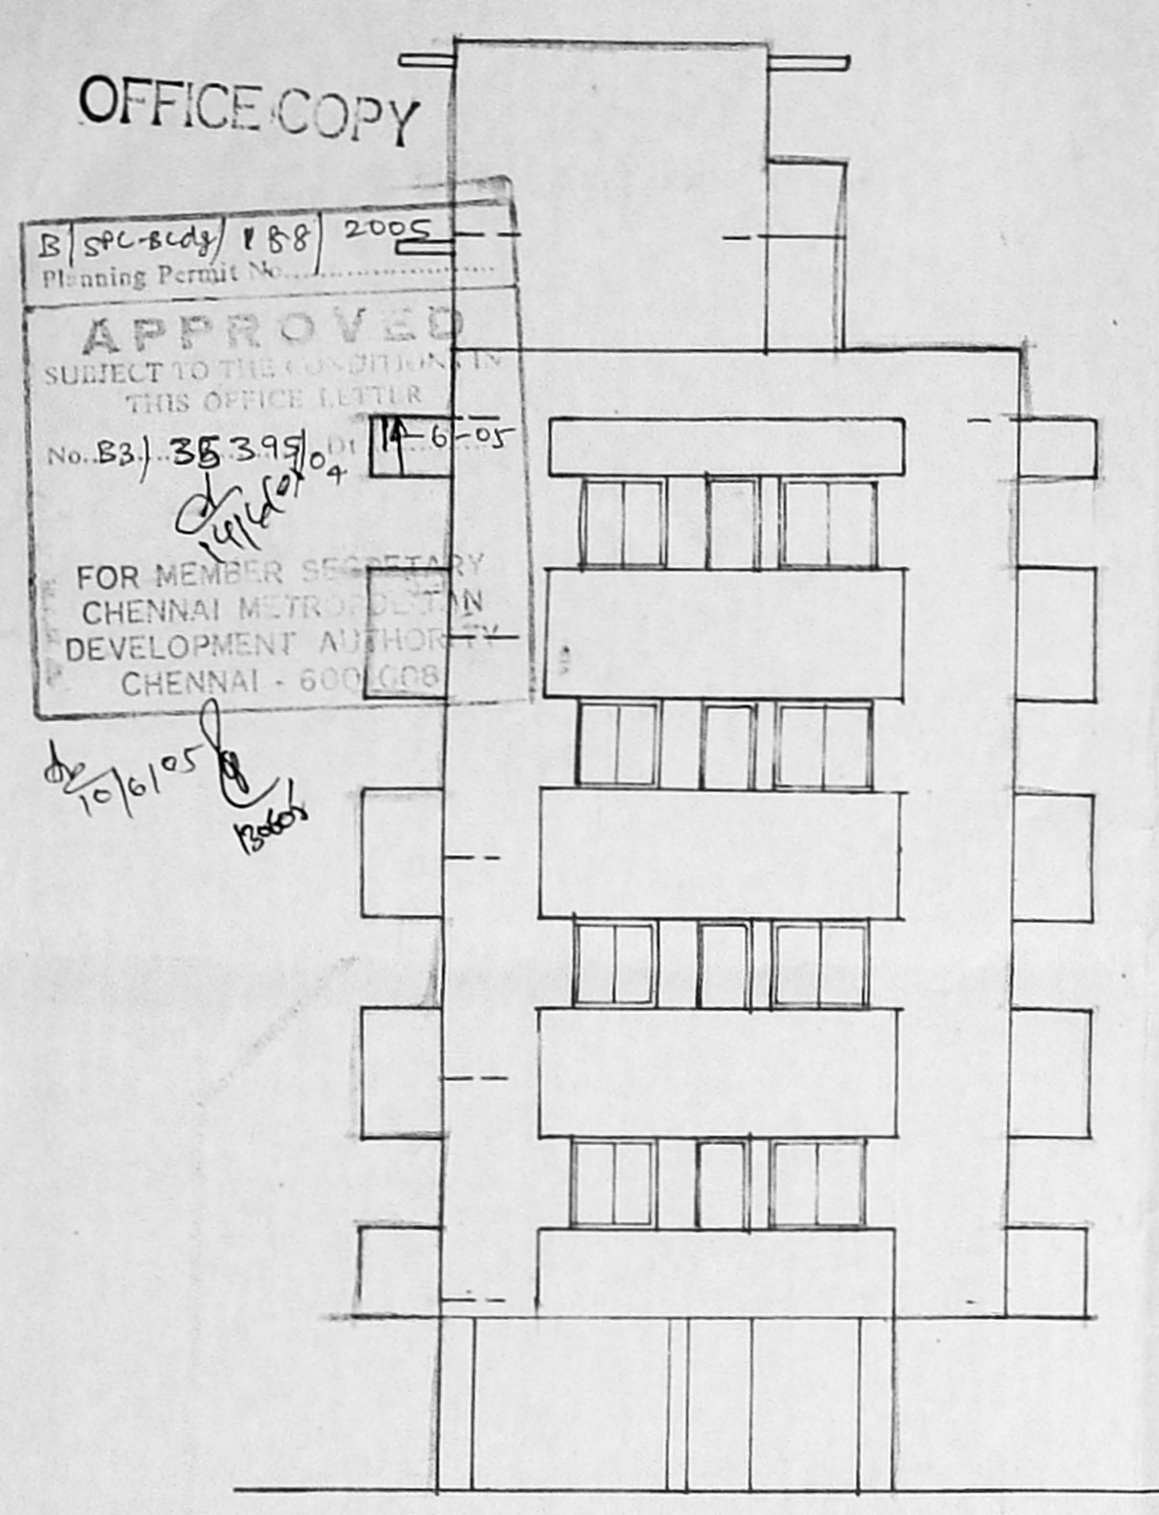 OFFICE COPY
B/SPC-Bldg/188/2005
Planning Permit No.
APPROVED
SUBJECT TO THE CONDITIONS IN
THIS OFFICE LETTER
No. B3/ 35395/04 Dt 14-6-05
FOR MEMBER SECRETARY
CHENNAI METROPOLITAN
DEVELOPMENT AUTHORITY
CHENNAI - 600 008
10/6/05